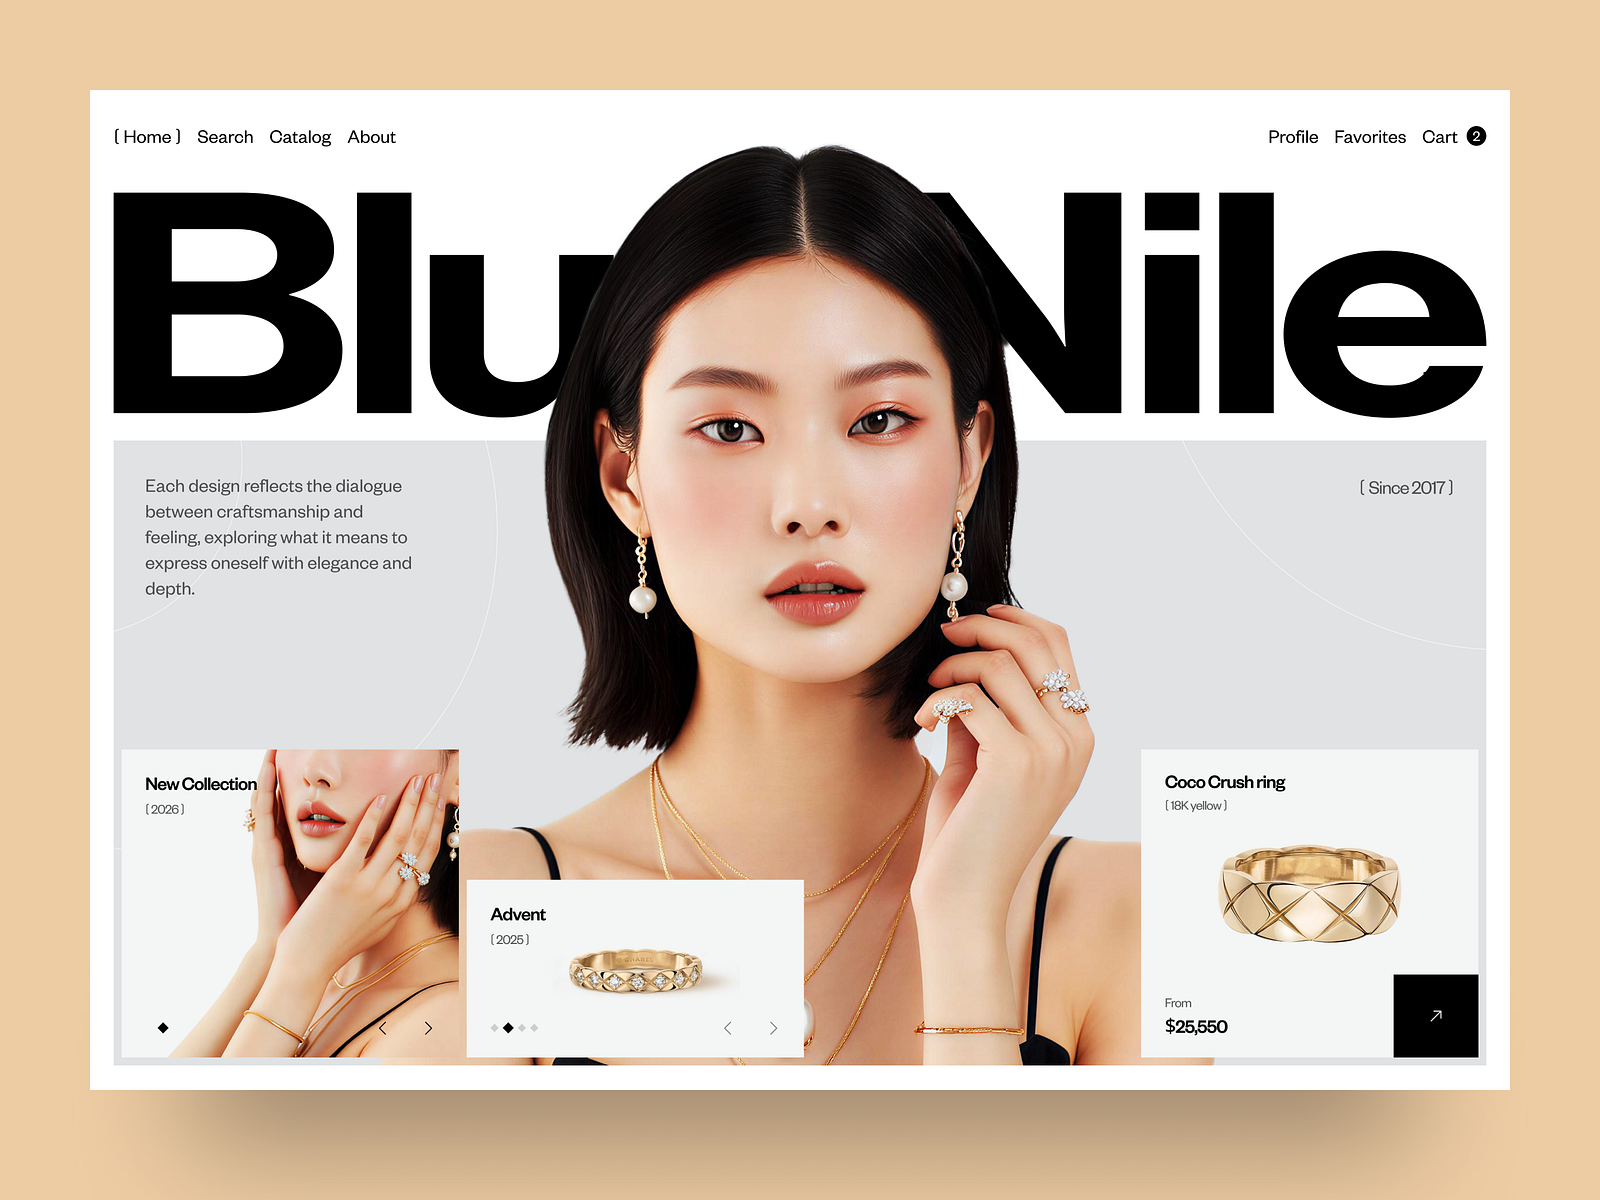 [ Home ] Search Catalog About
Profile Favorites Cart 2
Blu Nile
Each design reflects the dialogue
between craftsmanship and
feeling, exploring what it means to
express oneself with elegance and
depth.
[ Since 2017 ]
New Collection
[ 2026 ]
Advent
[ 2025 ]
Coco Crush ring
[ 18K yellow ]
From
$25,550